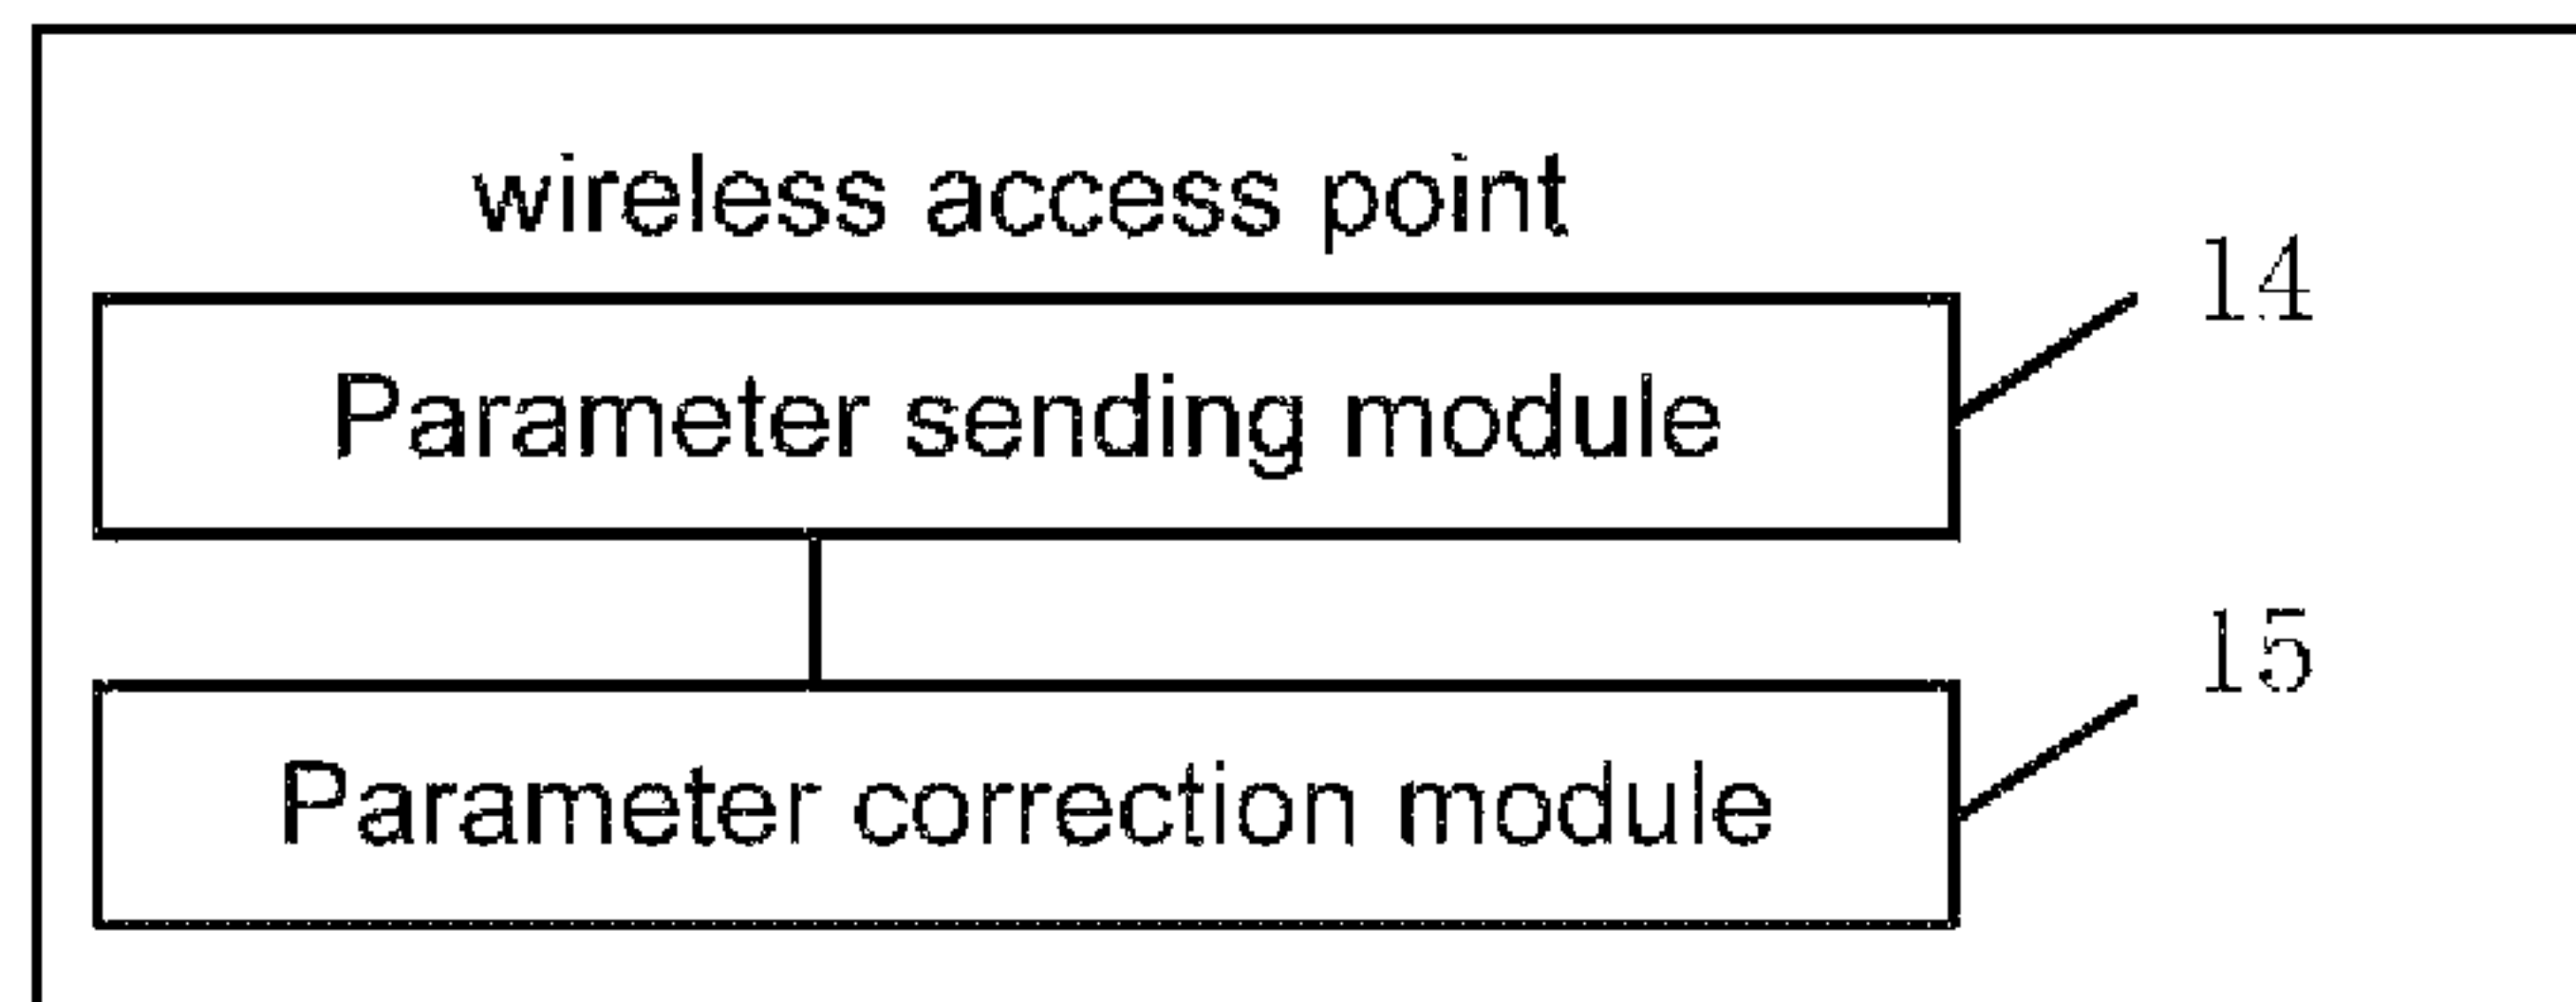 wireless access point
14
Parameter sending module
15
Parameter correction module